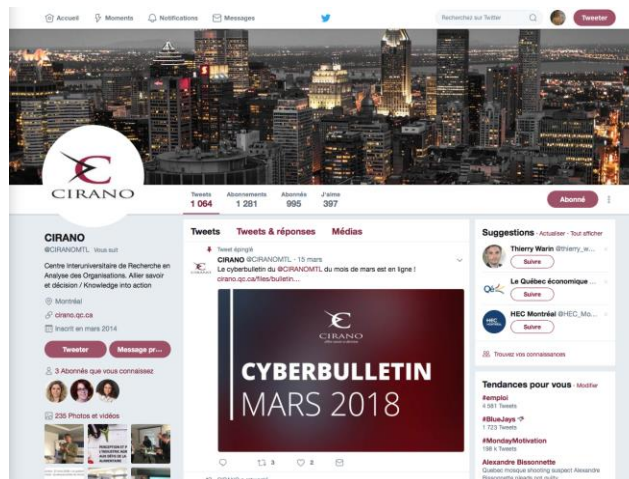 Accueil Moments Notifications Messages
Recherchez sur Twitter
Tweeter
CIRANO
Tweets Abonnements Abonnés J'aime
1 064 1 281 995 397
Abonné
CIRANO
@CIRANOMTL Vous suit
Centre interuniversitaire de Recherche en
Analyse des Organisations. Allier savoir
et décision / Knowledge into action
Montréal
cirano.qc.ca
Inscrit en mars 2014
Tweeter Message pr...
3 Abonnés que vous connaissez
235 Photos et vidéos
Tweets Tweets & réponses Médias
Tweet épinglé
CIRANO @CIRANOMTL · 15 mars
Le cyberbulletin du @CIRANOMTL du mois de mars est en ligne !
cirano.qc.ca/files/bulletin...
CIRANO
CYBERBULLETIN
MARS 2018
3 2
Suggestions · Actualiser · Tout afficher
Thierry Warin @thierry_w...
Suivre
Le Québec économique ...
Suivre
HEC Montréal @HEC_Mo...
Suivre
Trouvez vos connaissances
Tendances pour vous · Modifier
#emploi
4 581 Tweets
#BlueJays
1 723 Tweets
#MondayMotivation
198 k Tweets
Alexandre Bissonnette
Quebec mosque shooting suspect Alexandre
Bissonnette pleads not guilty